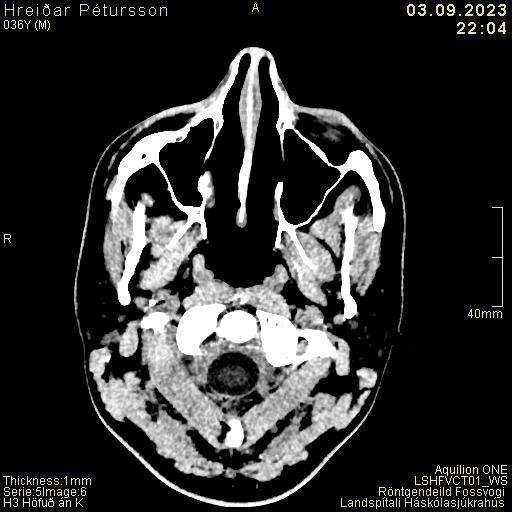 Hreiðar Pétursson
036Y (M)
A
03.09.2023
22:04
R
40mm
Thickness:1mm
Serie:5Image:6
H3 Höfuð án K
Aquilion ONE
LSHFVCT01_WS
Röntgendeild Fossvogi
Landspítali Háskólasjúkrahús